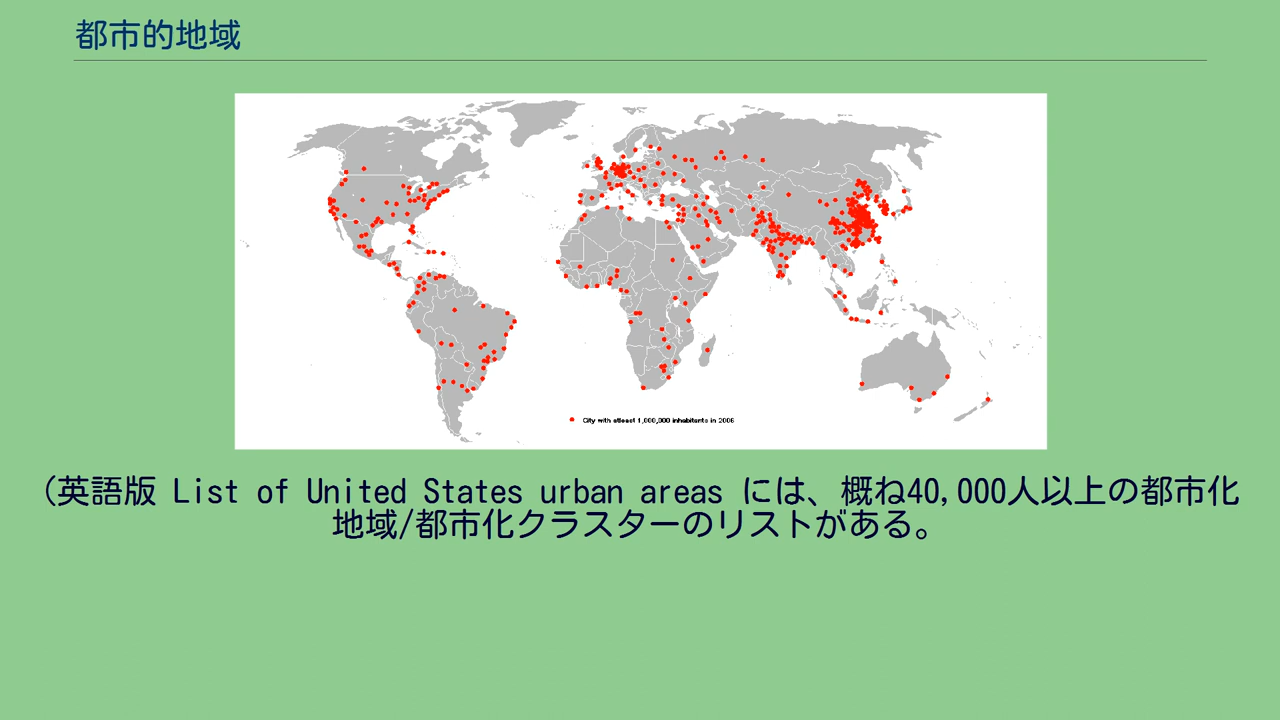 都市的地域
City with atleast 1,000,000 inhabitants in 2006
(英語版 List of United States urban areas には、概ね40,000人以上の都市化
地域/都市化クラスターのリストがある。